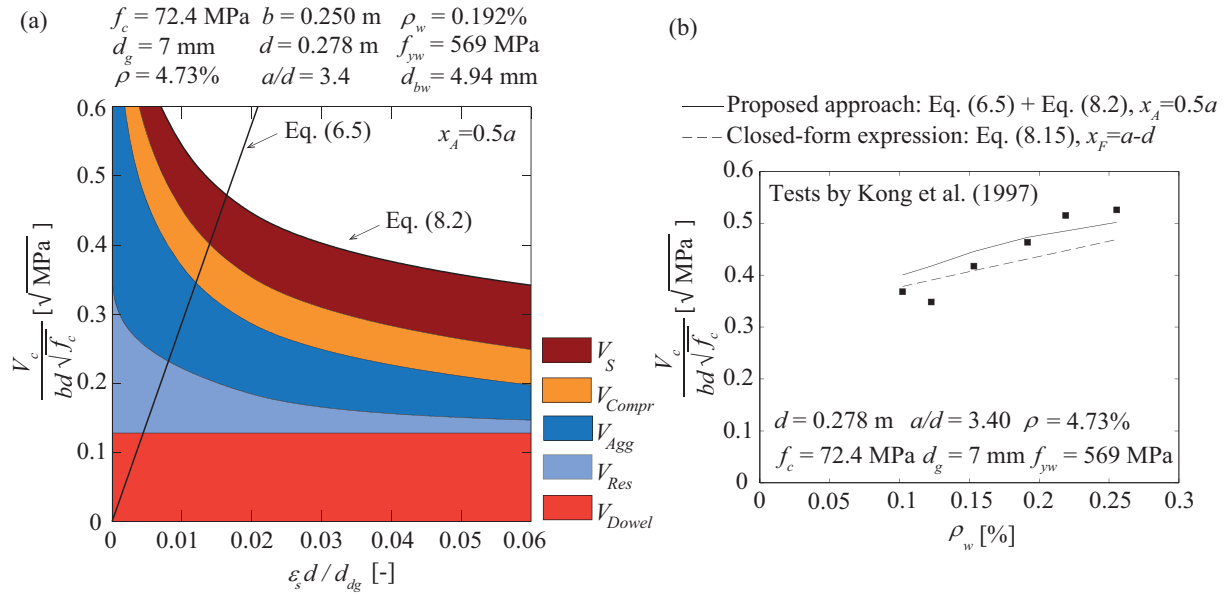 (a)
f_c = 72.4 MPa b = 0.250 m ρ_w = 0.192%
d_g = 7 mm d = 0.278 m f_yw = 569 MPa
ρ = 4.73% a/d = 3.4 d_bw = 4.94 mm
0.6
0.5
0.4
0.3
0.2
0.1
0
V_c / bd√f_c [√MPa]
Eq. (6.5)
x_A=0.5a
Eq. (8.2)
V_S
V_Compr
V_Agg
V_Res
V_Dowel
0 0.01 0.02 0.03 0.04 0.05 0.06
ε_s d / d_dg [-]
(b)
Proposed approach: Eq. (6.5) + Eq. (8.2), x_A=0.5a
Closed-form expression: Eq. (8.15), x_F=a-d
0.6
0.5
0.4
0.3
0.2
0.1
0
V_c / bd√f_c [√MPa]
Tests by Kong et al. (1997)
d = 0.278 m a/d = 3.40 ρ = 4.73%
f_c = 72.4 MPa d_g = 7 mm f_yw = 569 MPa
0 0.05 0.1 0.15 0.2 0.25 0.3
ρ_w [%]